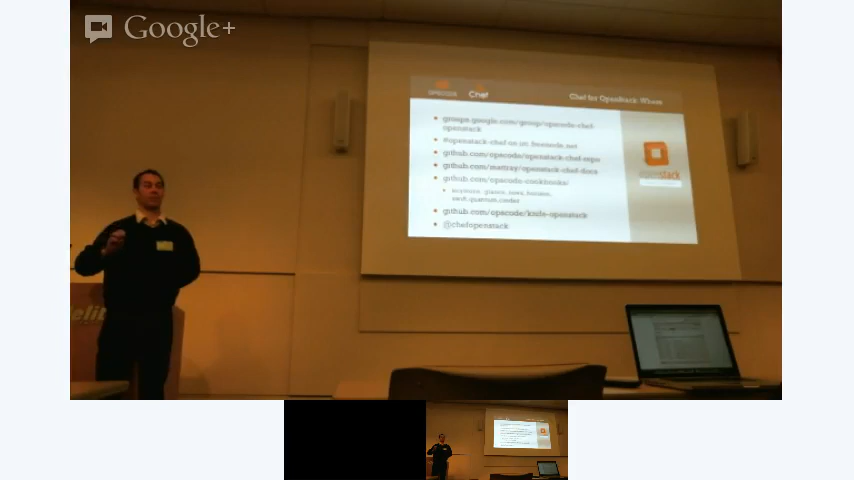 Google+
OPSCODE
Chef
Chef for OpenStack: Where
groups.google.com/group/opscode-chef-
openstack
#openstack-chef on irc.freenode.net
github.com/opscode/openstack-chef-repo
github.com/mattray/openstack-chef-docs
github.com/opscode-cookbooks/
keystone, glance, nova, horizon,
swift, quantum, cinder
github.com/opscode/knife-openstack
@chefopenstack
openstack